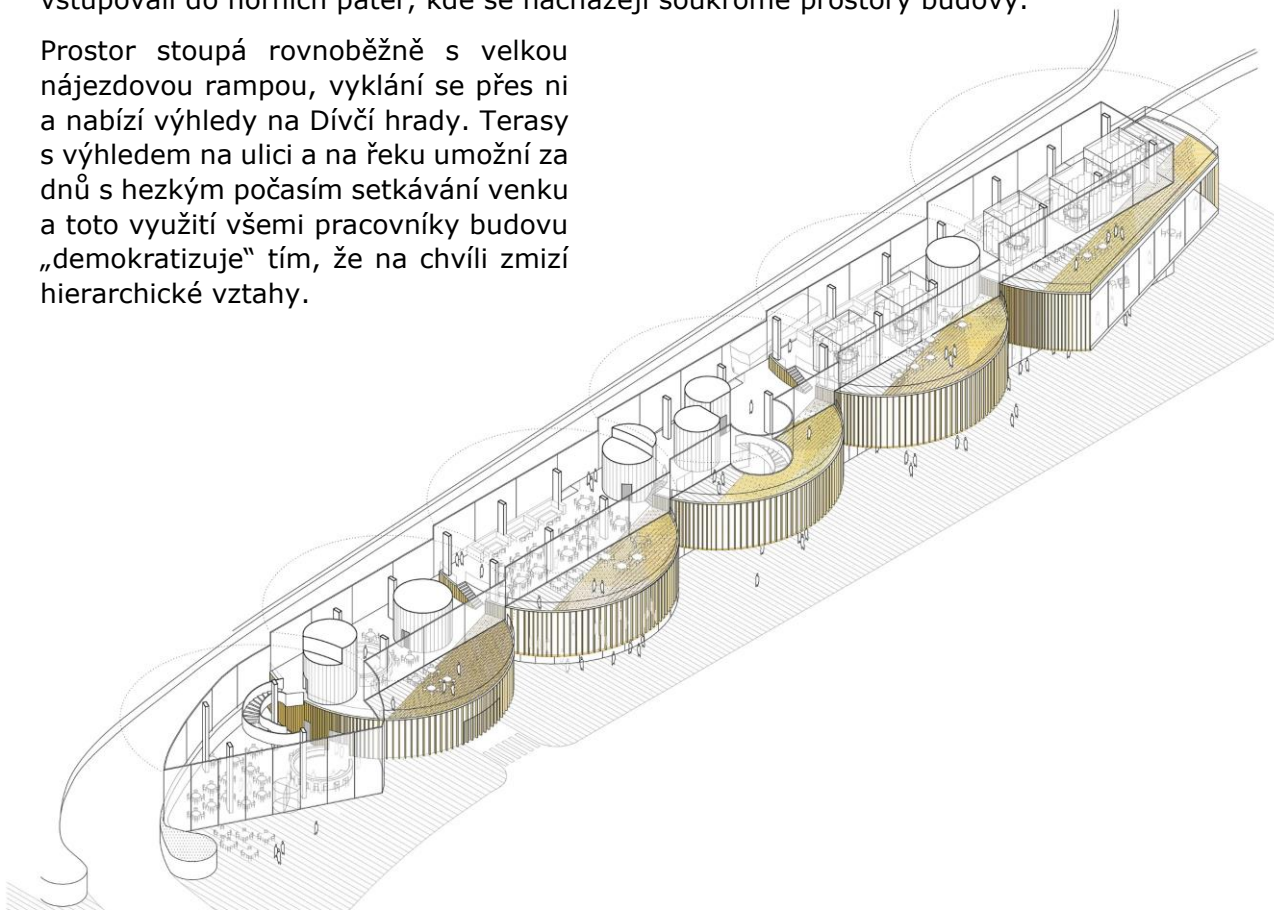 vstupovali do horních pater, kde se nacházejí soukromé prostory budovy.
Prostor stoupá rovnoběžně s velkou
nájezdovou rampou, vyklání se přes ni
a nabízí výhledy na Dívčí hrady. Terasy
s výhledem na ulici a na řeku umožní za
dnů s hezkým počasím setkávání venku
a toto využití všemi pracovníky budovu
„demokratizuje“ tím, že na chvíli zmizí
hierarchické vztahy.